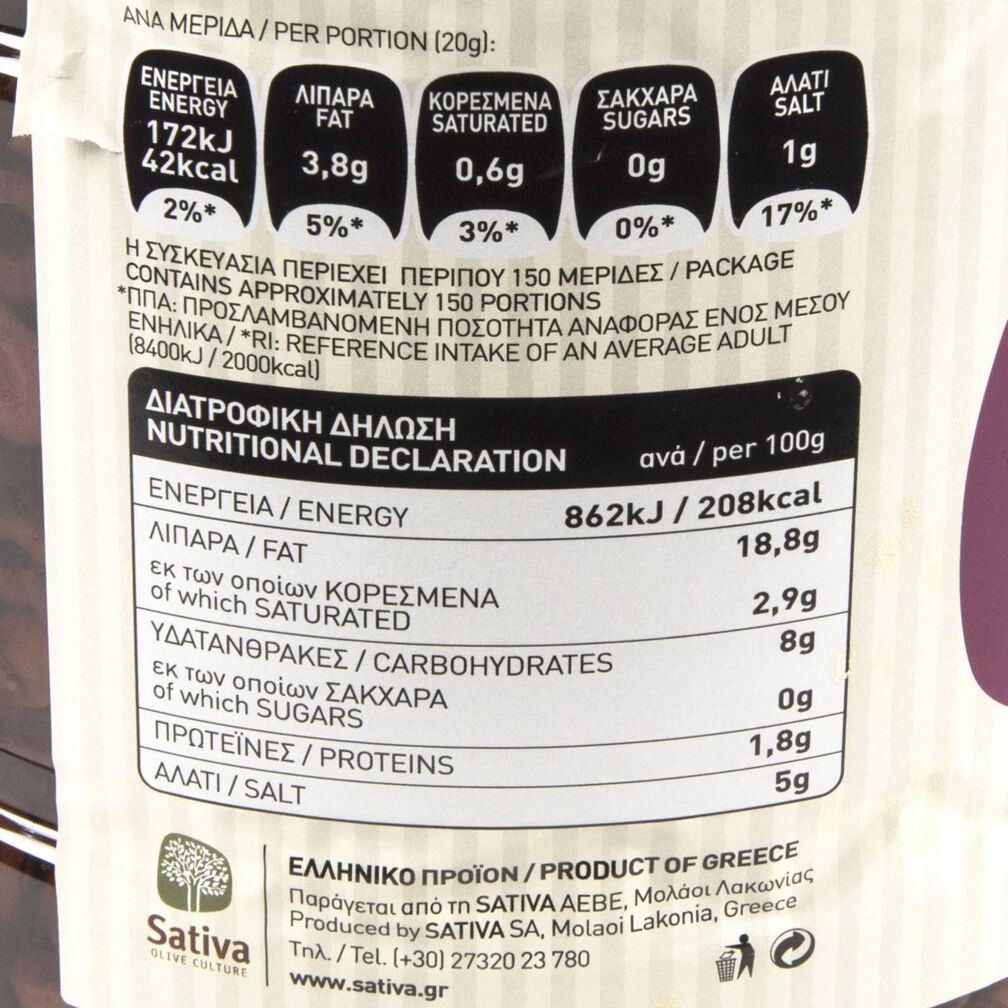 ΑΝΑ ΜΕΡΙΔΑ / PER PORTION (20g):
ΕΝΕΡΓΕΙΑ
ENERGY
172kJ
42kcal
2%*
ΛΙΠΑΡΑ
FAT
3,8g
5%*
ΚΟΡΕΣΜΕΝΑ
SATURATED
0,6g
3%*
ΣΑΚΧΑΡΑ
SUGARS
0g
0%*
ΑΛΑΤΙ
SALT
1g
17%*
Η ΣΥΣΚΕΥΑΣΙΑ ΠΕΡΙΕΧΕΙ ΠΕΡΙΠΟΥ 150 ΜΕΡΙΔΕΣ / PACKAGE
CONTAINS APPROXIMATELY 150 PORTIONS
*ΠΠΑ: ΠΡΟΣΛΑΜΒΑΝΟΜΕΝΗ ΠΟΣΟΤΗΤΑ ΑΝΑΦΟΡΑΣ ΕΝΟΣ ΜΕΣΟΥ
ΕΝΗΛΙΚΑ / *RI: REFERENCE INTAKE OF AN AVERAGE ADULT
(8400kJ / 2000kcal)
ΔΙΑΤΡΟΦΙΚΗ ΔΗΛΩΣΗ
NUTRITIONAL DECLARATION ανά / per 100g
ΕΝΕΡΓΕΙΑ / ENERGY 862kJ / 208kcal
ΛΙΠΑΡΑ / FAT 18,8g
εκ των οποίων ΚΟΡΕΣΜΕΝΑ
of which SATURATED 2,9g
ΥΔΑΤΑΝΘΡΑΚΕΣ / CARBOHYDRATES 8g
εκ των οποίων ΣΑΚΧΑΡΑ
of which SUGARS 0g
ΠΡΩΤΕΪΝΕΣ / PROTEINS 1,8g
ΑΛΑΤΙ / SALT 5g
Sativa
OLIVE CULTURE
ΕΛΛΗΝΙΚΟ ΠΡΟΪΟΝ / PRODUCT OF GREECE
Παράγεται από τη SATIVA ΑΕΒΕ, Μολάοι Λακωνίας
Produced by SATIVA SA, Molaoi Lakonia, Greece
Τηλ. / Tel. (+30) 27320 23 780
www.sativa.gr